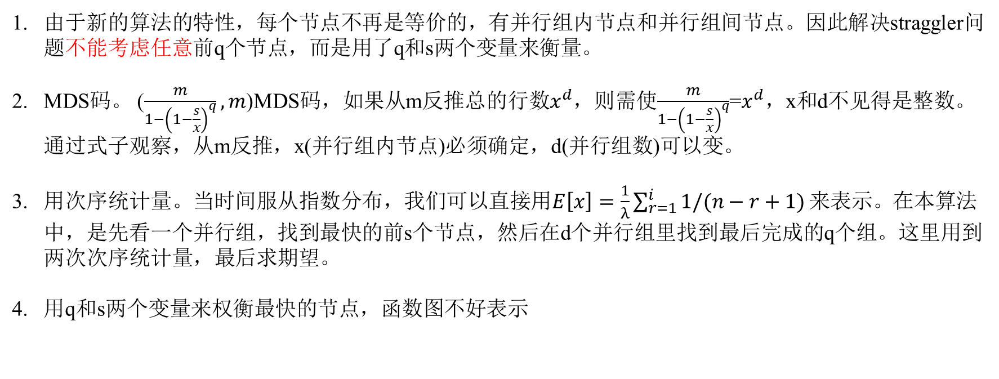 1. 由于新的算法的特性，每个节点不再是等价的，有并行组内节点和并行组间节点。因此解决straggler问
题不能考虑任意前q个节点，而是用了q和s两个变量来衡量。
2. MDS码。 (\frac{m}{1-(1-\frac{s}{x})^q},m)MDS码，如果从m反推总的行数x^d，则需使\frac{m}{1-(1-\frac{s}{x})^q}=x^d，x和d不见得是整数。
通过式子观察，从m反推，x(并行组内节点)必须确定，d(并行组数)可以变。
3. 用次序统计量。当时间服从指数分布，我们可以直接用E[x] = \frac{1}{λ}∑_{r=1}^{i} 1/(n − r + 1) 来表示。在本算法
中，是先看一个并行组，找到最快的前s个节点，然后在d个并行组里找到最后完成的q个组。这里用到
两次次序统计量，最后求期望。
4. 用q和s两个变量来权衡最快的节点，函数图不好表示